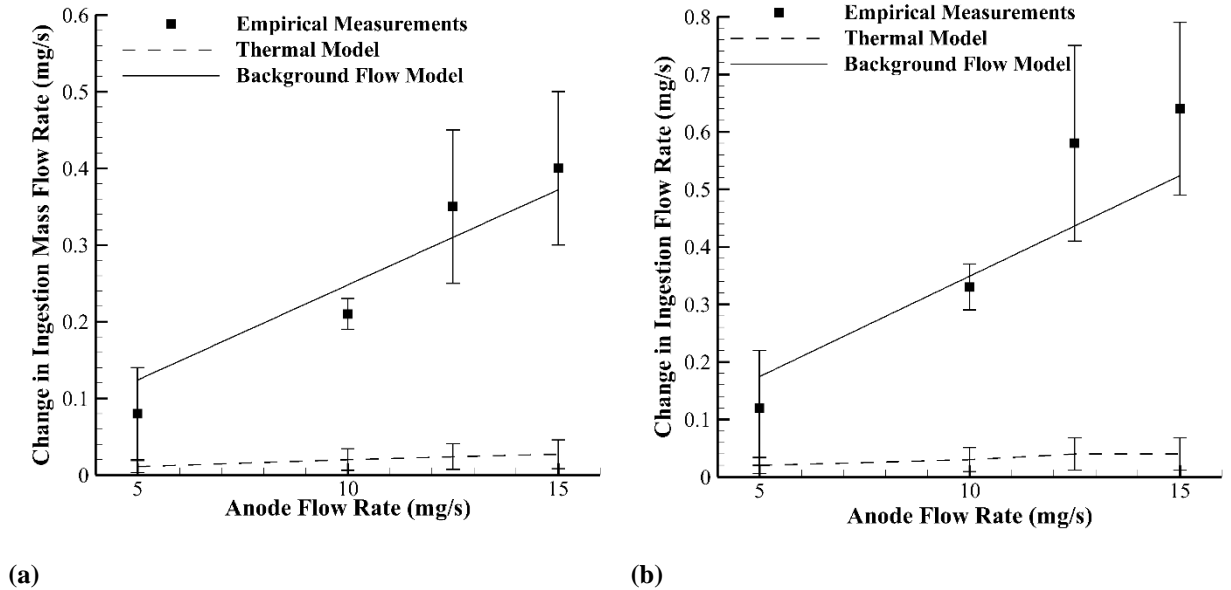 Change in Ingestion Mass Flow Rate (mg/s)
0.6
0.5
0.4
0.3
0.2
0.1
0
Empirical Measurements
Thermal Model
Background Flow Model
5
10
15
Anode Flow Rate (mg/s)
(a)
Change in Ingestion Flow Rate (mg/s)
0.8
0.7
0.6
0.5
0.4
0.3
0.2
0.1
0
Empirical Measurements
Thermal Model
Background Flow Model
5
10
15
Anode Flow Rate (mg/s)
(b)